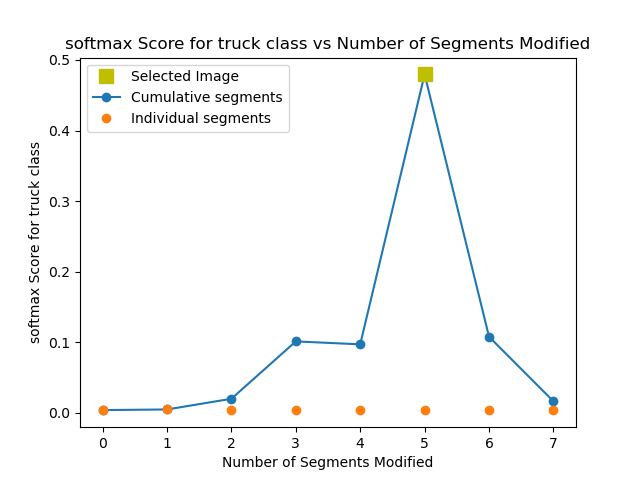 softmax Score for truck class vs Number of Segments Modified
0.5
0.4
0.3
0.2
0.1
0.0
softmax Score for truck class
Selected Image
Cumulative segments
Individual segments
0 1 2 3 4 5 6 7
Number of Segments Modified